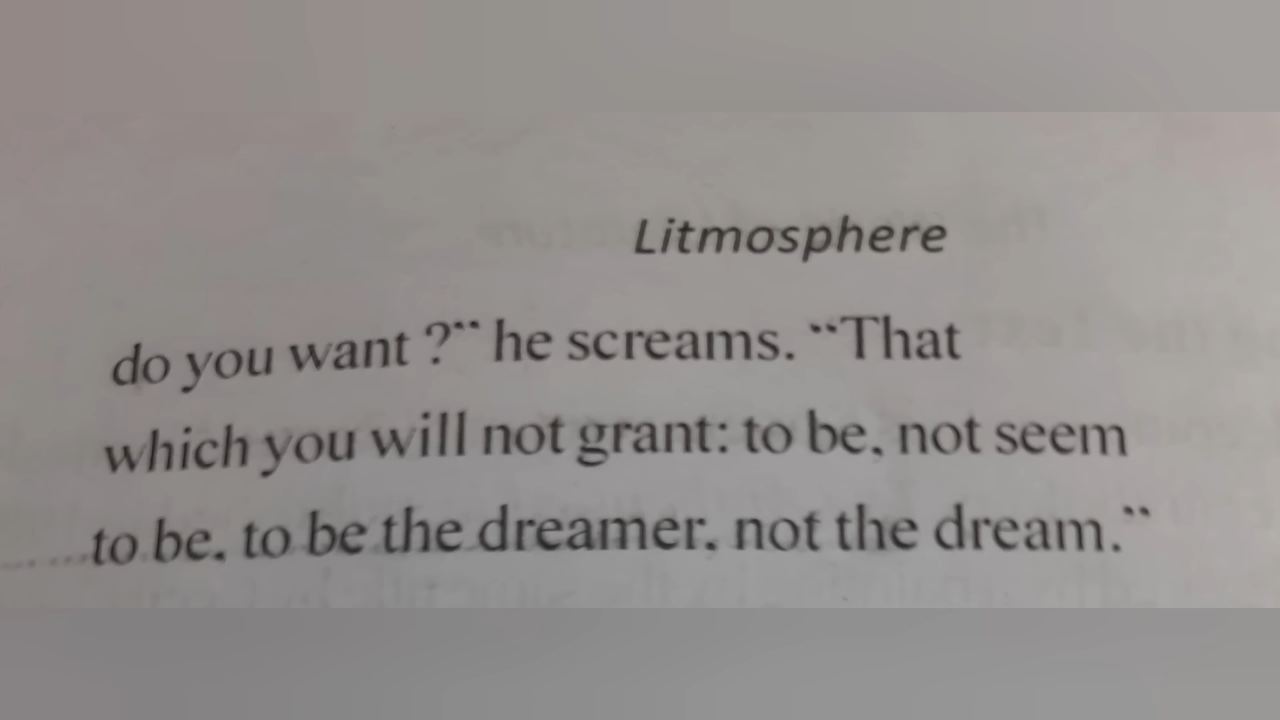 Litmosphere
do you want ?" he screams. "That
which you will not grant: to be, not seem
to be, to be the dreamer, not the dream."